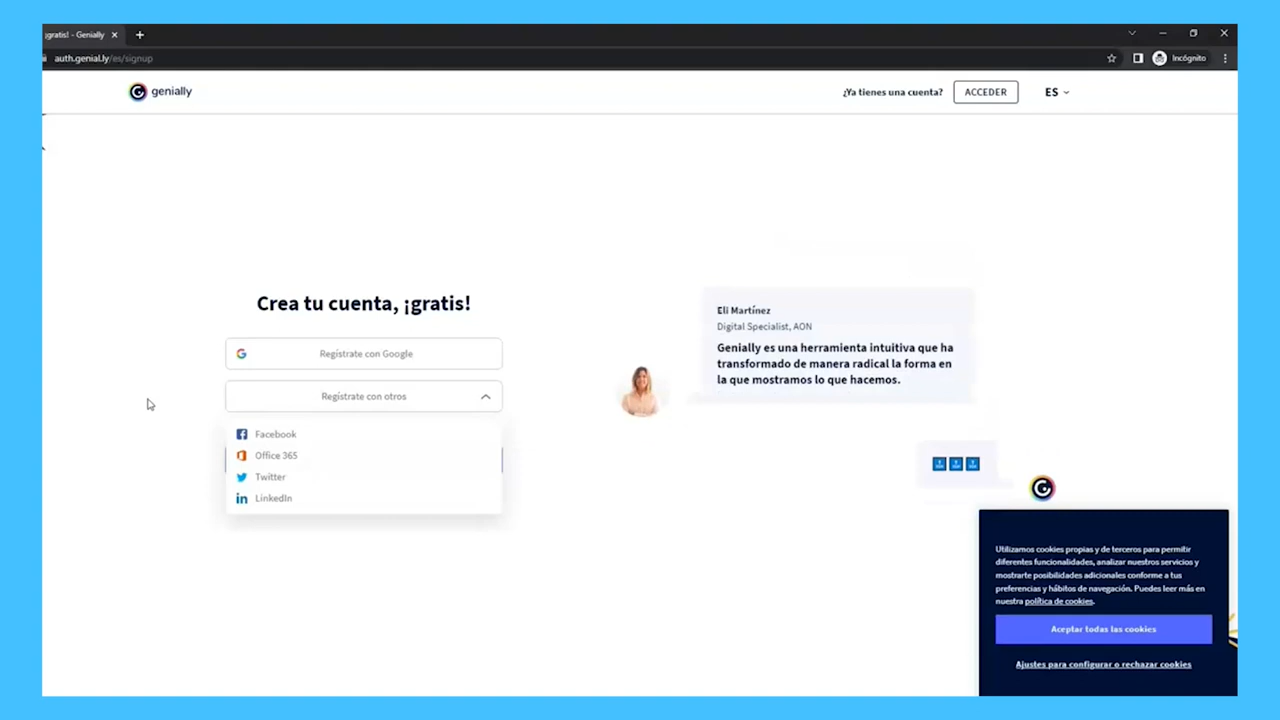 ¡gratis! - Genially
auth.genial.ly/es/signup
Incógnito
genially
¿Ya tienes una cuenta?
ACCEDER
ES
Crea tu cuenta, ¡gratis!
Regístrate con Google
Regístrate con otros
Facebook
Office 365
Twitter
LinkedIn
Eli Martínez
Digital Specialist, AON
Genially es una herramienta intuitiva que ha
transformado de manera radical la forma en
la que mostramos lo que hacemos.
Utilizamos cookies propias y de terceros para permitir
diferentes funcionalidades, analizar nuestros servicios y
mostrarte posibilidades adicionales conforme a tus
preferencias y hábitos de navegación. Puedes leer más en
nuestra política de cookies.
Aceptar todas las cookies
Ajustes para configurar o rechazar cookies